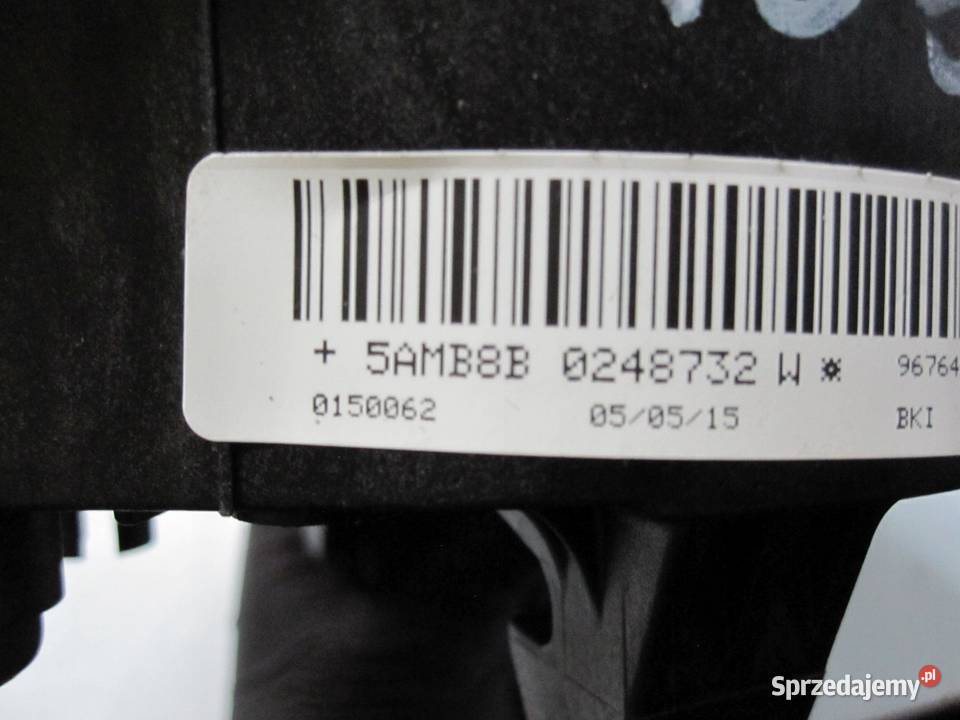 + 5AMB8B 0248732 W * 96764
0150062 05/05/15 BKI
Sprzedajemy.pl